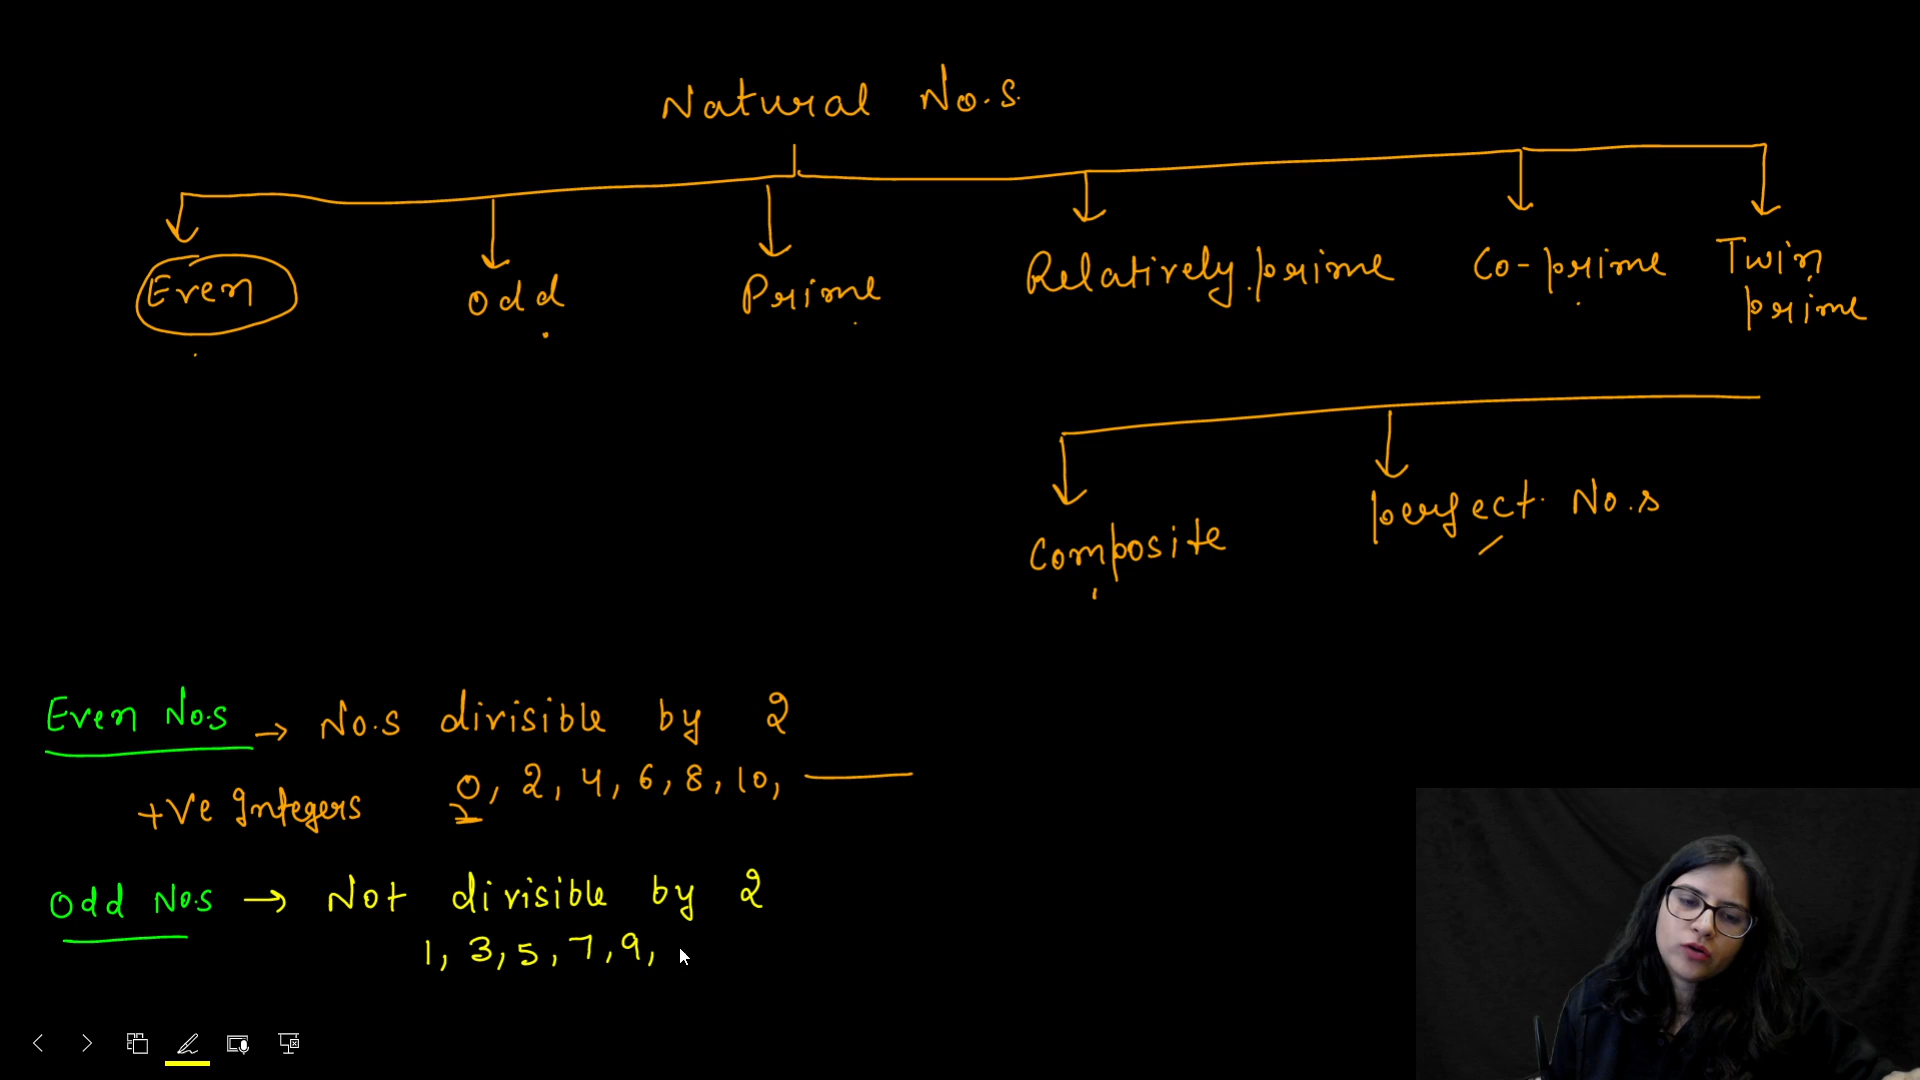 Natural No.s.
Even
odd
Prime
Relatively prime
Co-prime
Twin
prime
Composite
perfect No.s
Even No.s → No.s divisible by 2
+ve Integers 0, 2, 4, 6, 8, 10, ——
Odd No.s → Not divisible by 2
1, 3, 5, 7, 9,